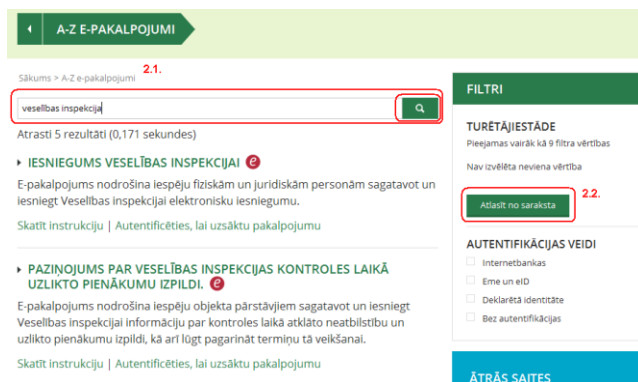 A-Z E-PAKALPOJUMI
Sākums > A-Z e-pakalpojumi
2.1.
veselības inspekcija
Atrasti 5 rezultāti (0,171 sekundes)
IESNIEGUMS VESELĪBAS INSPEKCIJAI e
E-pakalpojums nodrošina iespēju fiziskām un juridiskām personām sagatavot un
iesniegt Veselības inspekcijai elektronisku iesniegumu.
Skatīt instrukciju | Autentificēties, lai uzsāktu pakalpojumu
PAZIŅOJUMS PAR VESELĪBAS INSPEKCIJAS KONTROLES LAIKĀ
UZLIKTO PIENĀKUMU IZPILDI. e
E-pakalpojums nodrošina iespēju objekta pārstāvjiem sagatavot un iesniegt
Veselības inspekcijai informāciju par kontroles laikā atklāto neatbilstību un
uzlikto pienākumu izpildi, kā arī lūgt pagarināt termiņu tā veikšanai.
Skatīt instrukciju | Autentificēties, lai uzsāktu pakalpojumu
FILTRI
TURĒTĀJIESTĀDE
Pieejamas vairāk kā 9 filtra vērtības
Nav izvēlēta neviena vērtība
Atlasīt no saraksta
2.2.
AUTENTIFIKĀCIJAS VEIDI
Internetbankas
Eme un eID
Deklarētā identitāte
Bez autentifikācijas
ĀTRĀS SAITES